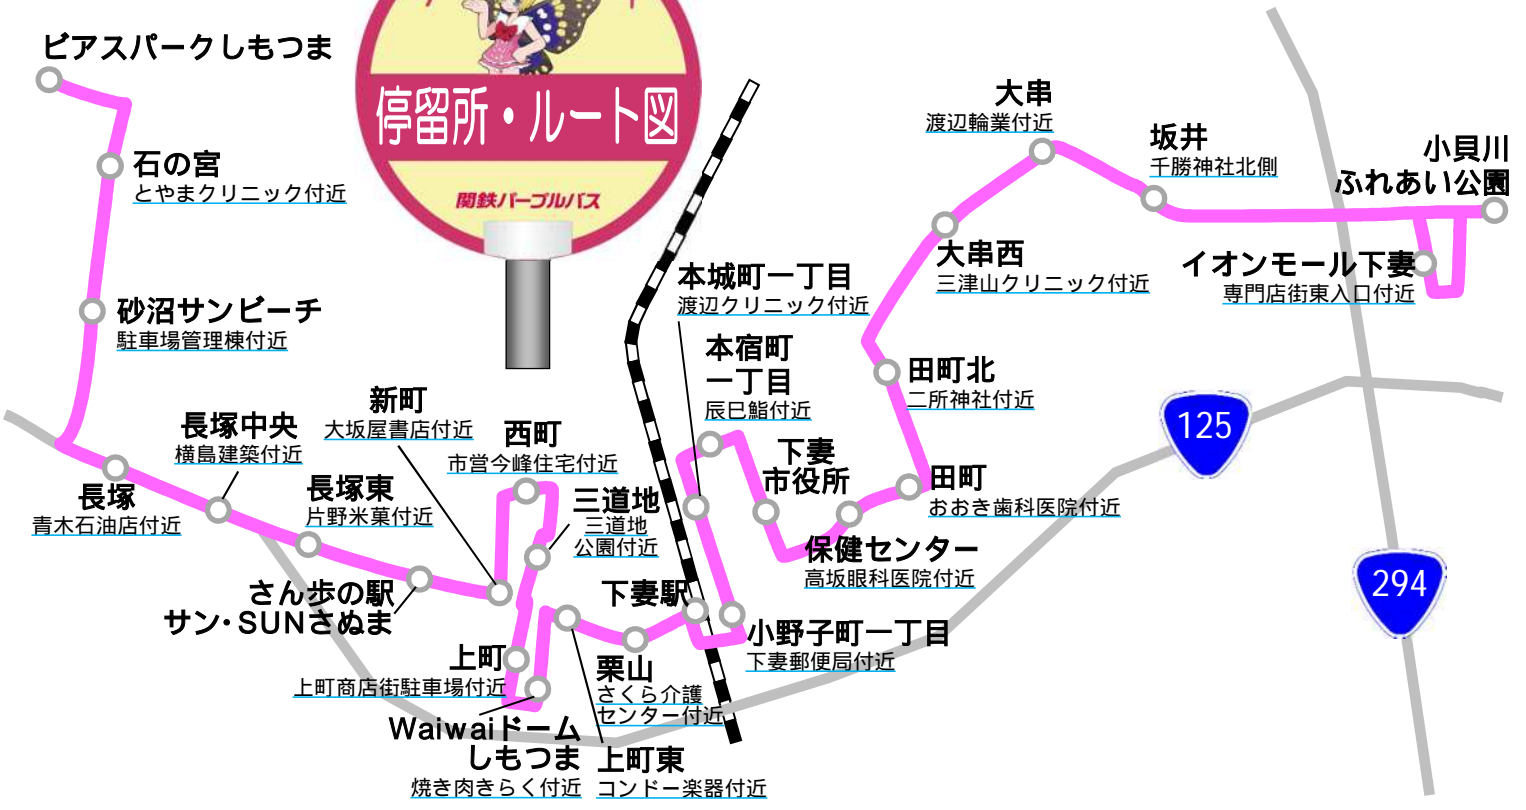 ビアスパークしもつま
石の宮
とやまクリニック付近
砂沼サンビーチ
駐車場管理棟付近
停留所・ルート図
関鉄パープルバス
長塚
青木石油店付近
長塚中央
横島建築付近
長塚東
片野米菓付近
さん歩の駅
サン・SUNさぬま
新町
大坂屋書店付近
西町
市営今峰住宅付近
三道地
三道地
公園付近
上町
上町商店街駐車場付近
Waiwaiドーム
しもつま
焼き肉きらく付近
上町東
コンドー楽器付近
栗山
さくら介護
センター付近
下妻駅
小野子町一丁目
下妻郵便局付近
本城町一丁目
渡辺クリニック付近
本宿町
一丁目
辰巳鮨付近
下妻
市役所
保健センター
高坂眼科医院付近
田町
おおき歯科医院付近
田町北
二所神社付近
大串西
三津山クリニック付近
大串
渡辺輪業付近
坂井
千勝神社北側
小貝川
ふれあい公園
イオンモール下妻
専門店街東入口付近
125
294